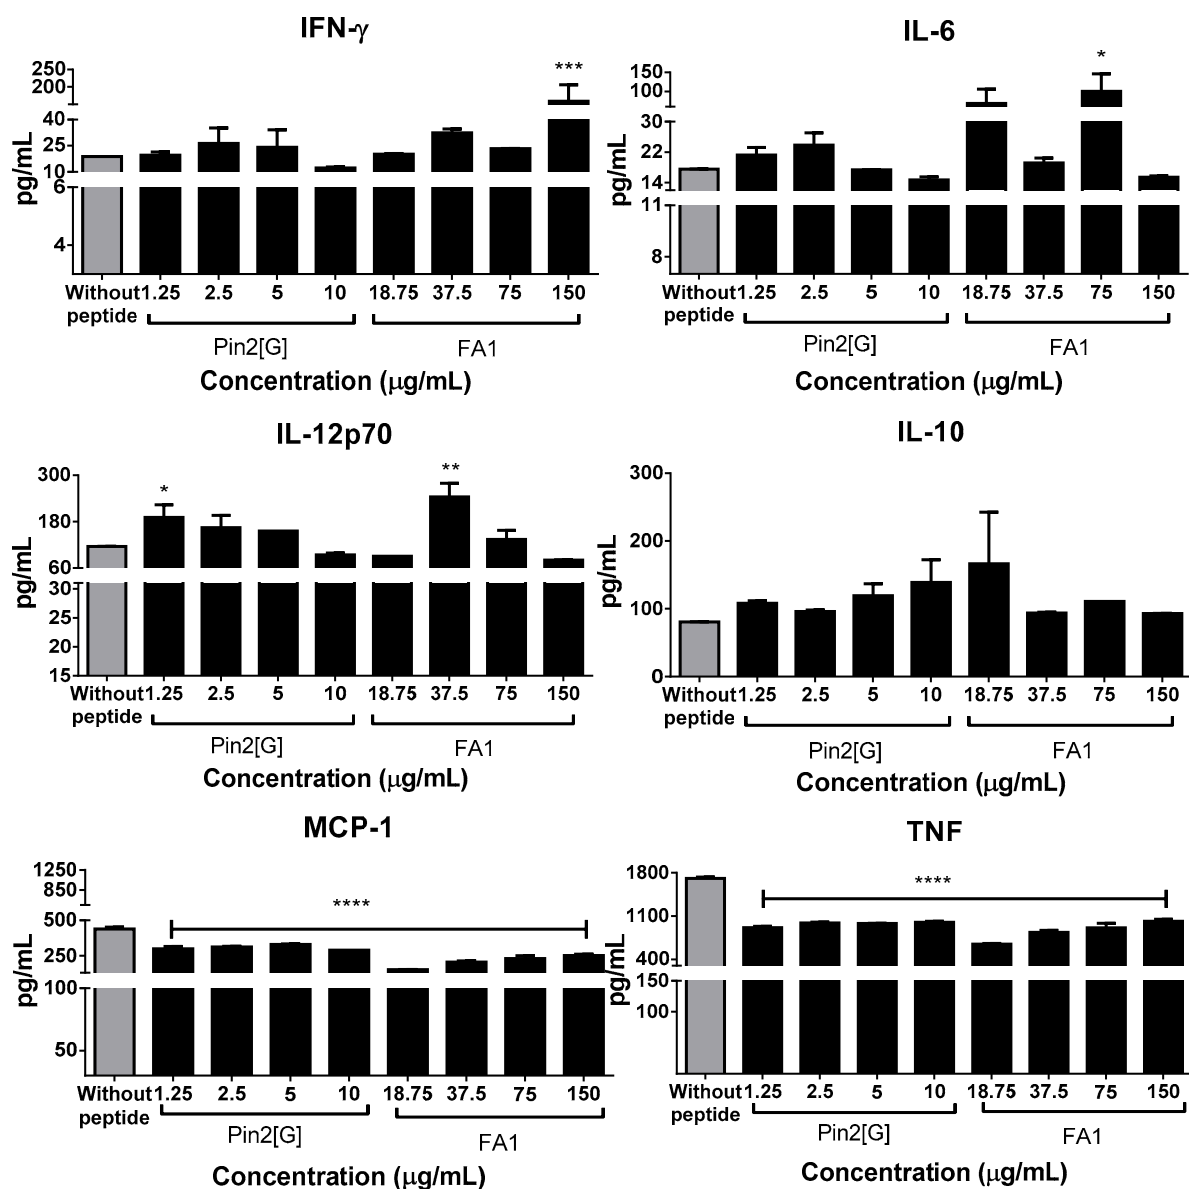 IFN-γ
***
250
200
40
25
10
6
4
pg/mL
Without peptide 1.25 2.5 5 10 18.75 37.5 75 150
Pin2[G] FA1
Concentration (μg/mL)
IL-6
*
150
100
30
22
14
11
8
pg/mL
Without peptide 1.25 2.5 5 10 18.75 37.5 75 150
Pin2[G] FA1
Concentration (μg/mL)
IL-12p70
* **
300
180
60
30
25
20
15
pg/mL
Without peptide 1.25 2.5 5 10 18.75 37.5 75 150
Pin2[G] FA1
Concentration (μg/mL)
IL-10
300
200
100
0
pg/mL
Without peptide 1.25 2.5 5 10 18.75 37.5 75 150
Pin2[G] FA1
Concentration (μg/mL)
MCP-1
****
1250
850
500
250
100
50
pg/mL
Without peptide 1.25 2.5 5 10 18.75 37.5 75 150
Pin2[G] FA1
Concentration (μg/mL)
TNF
****
1800
1100
400
150
100
pg/mL
Without peptide 1.25 2.5 5 10 18.75 37.5 75 150
Pin2[G] FA1
Concentration (μg/mL)